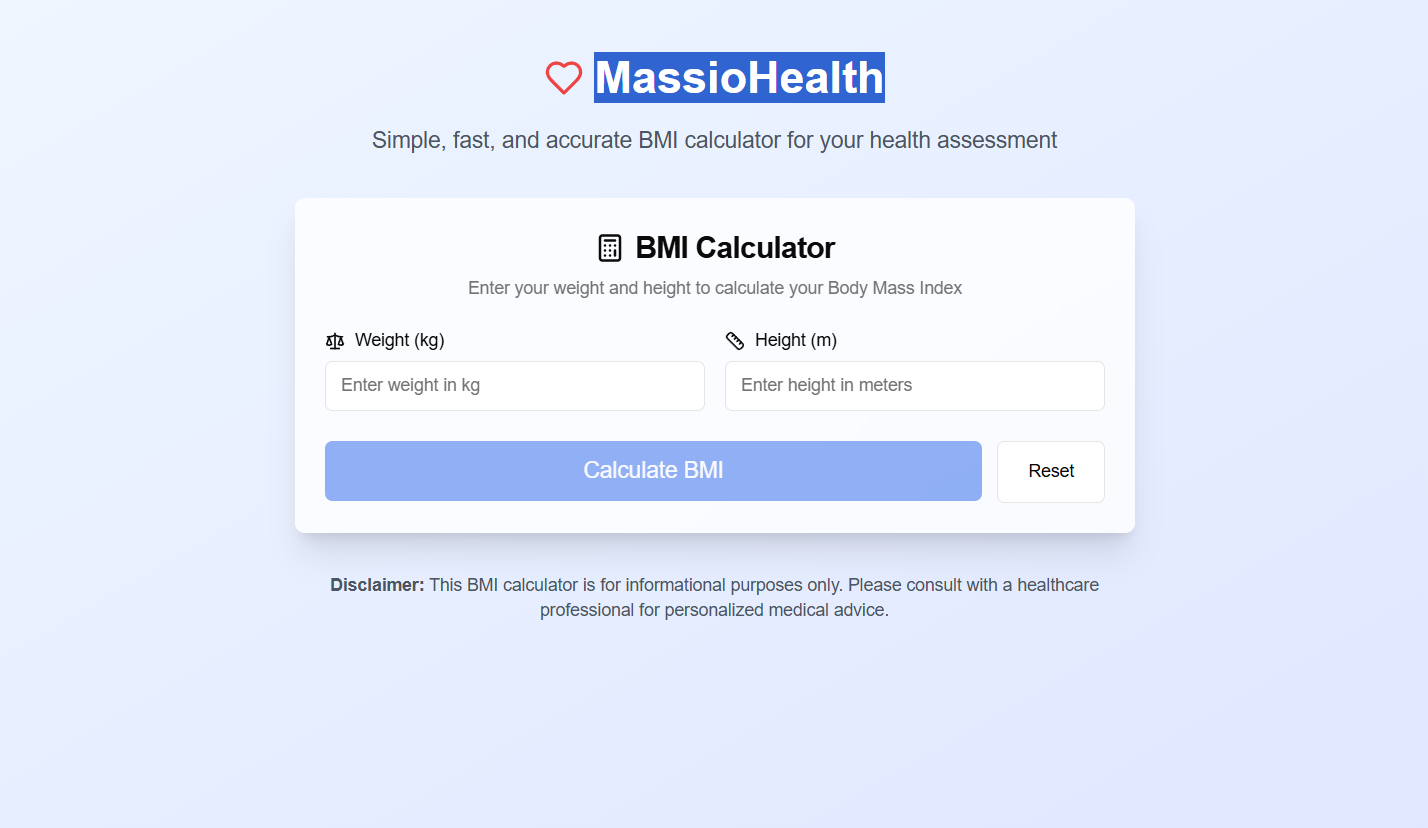 MassioHealth
Simple, fast, and accurate BMI calculator for your health assessment
BMI Calculator
Enter your weight and height to calculate your Body Mass Index
Weight (kg)
Height (m)
Enter weight in kg
Enter height in meters
Calculate BMI
Reset
Disclaimer: This BMI calculator is for informational purposes only. Please consult with a healthcare
professional for personalized medical advice.